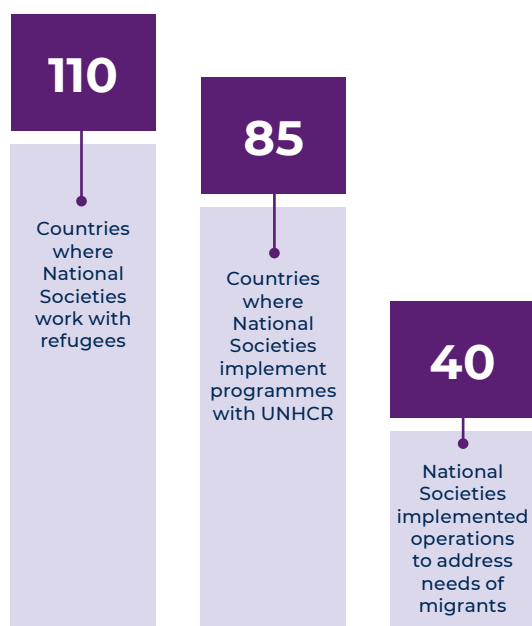 110
Countries
where
National
Societies
work with
refugees
85
Countries
where
National
Societies
implement
programmes
with UNHCR
40
National
Societies
implemented
operations
to address
needs of
migrants